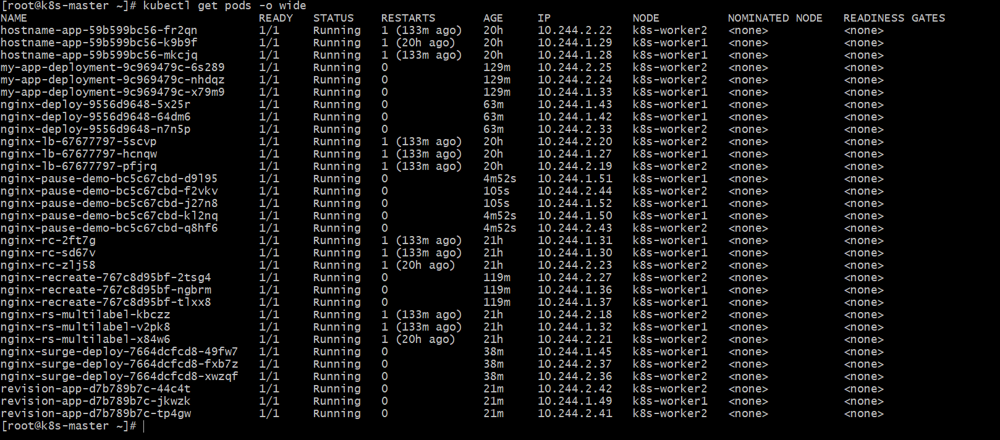 [root@k8s-master ~]# kubectl get pods -o wide
NAME                                 READY   STATUS    RESTARTS       AGE     IP            NODE          NOMINATED NODE   READINESS GATES
hostname-app-59b599bc56-fr2qn        1/1     Running   1 (133m ago)   20h     10.244.2.22   k8s-worker2   <none>           <none>
hostname-app-59b599bc56-k9b9f        1/1     Running   1 (20h ago)    20h     10.244.1.29   k8s-worker1   <none>           <none>
hostname-app-59b599bc56-mkcjq        1/1     Running   1 (133m ago)   20h     10.244.1.28   k8s-worker1   <none>           <none>
my-app-deployment-9c969479c-6s289    1/1     Running   0              129m    10.244.2.25   k8s-worker2   <none>           <none>
my-app-deployment-9c969479c-nhdqz    1/1     Running   0              129m    10.244.2.24   k8s-worker2   <none>           <none>
my-app-deployment-9c969479c-x79m9    1/1     Running   0              129m    10.244.1.33   k8s-worker1   <none>           <none>
nginx-deploy-9556d9648-5x25r         1/1     Running   0              63m     10.244.1.43   k8s-worker1   <none>           <none>
nginx-deploy-9556d9648-64dm6         1/1     Running   0              63m     10.244.1.42   k8s-worker1   <none>           <none>
nginx-deploy-9556d9648-n7n5p         1/1     Running   0              63m     10.244.2.33   k8s-worker2   <none>           <none>
nginx-lb-67677797-5scvp              1/1     Running   1 (133m ago)   20h     10.244.2.20   k8s-worker2   <none>           <none>
nginx-lb-67677797-hcnqw              1/1     Running   1 (133m ago)   20h     10.244.1.27   k8s-worker1   <none>           <none>
nginx-lb-67677797-pfjrq              1/1     Running   1 (133m ago)   20h     10.244.2.19   k8s-worker2   <none>           <none>
nginx-pause-demo-bc5c67cbd-d9l95     1/1     Running   0              4m52s   10.244.1.51   k8s-worker1   <none>           <none>
nginx-pause-demo-bc5c67cbd-f2vkv     1/1     Running   0              105s    10.244.2.44   k8s-worker2   <none>           <none>
nginx-pause-demo-bc5c67cbd-j27n8     1/1     Running   0              105s    10.244.1.52   k8s-worker1   <none>           <none>
nginx-pause-demo-bc5c67cbd-kl2nq     1/1     Running   0              4m52s   10.244.1.50   k8s-worker1   <none>           <none>
nginx-pause-demo-bc5c67cbd-q8hf6     1/1     Running   0              4m52s   10.244.2.43   k8s-worker2   <none>           <none>
nginx-rc-2ft7g                       1/1     Running   1 (133m ago)   21h     10.244.1.31   k8s-worker1   <none>           <none>
nginx-rc-sd67v                       1/1     Running   1 (133m ago)   21h     10.244.1.30   k8s-worker1   <none>           <none>
nginx-rc-zlj58                       1/1     Running   1 (20h ago)    21h     10.244.2.23   k8s-worker2   <none>           <none>
nginx-recreate-767c8d95bf-2tsg4      1/1     Running   0              119m    10.244.2.27   k8s-worker2   <none>           <none>
nginx-recreate-767c8d95bf-ngbrm      1/1     Running   0              119m    10.244.1.36   k8s-worker1   <none>           <none>
nginx-recreate-767c8d95bf-tlxx8      1/1     Running   0              119m    10.244.1.37   k8s-worker1   <none>           <none>
nginx-rs-multilabel-kbczz            1/1     Running   1 (133m ago)   21h     10.244.2.18   k8s-worker2   <none>           <none>
nginx-rs-multilabel-v2pk8            1/1     Running   1 (133m ago)   21h     10.244.1.32   k8s-worker1   <none>           <none>
nginx-rs-multilabel-x84w6            1/1     Running   1 (20h ago)    21h     10.244.2.21   k8s-worker2   <none>           <none>
nginx-surge-deploy-7664dcfcd8-49fw7  1/1     Running   0              38m     10.244.1.45   k8s-worker1   <none>           <none>
nginx-surge-deploy-7664dcfcd8-fxb7z  1/1     Running   0              38m     10.244.2.37   k8s-worker2   <none>           <none>
nginx-surge-deploy-7664dcfcd8-xwzqf  1/1     Running   0              38m     10.244.2.36   k8s-worker2   <none>           <none>
revision-app-d7b789b7c-44c4t         1/1     Running   0              21m     10.244.2.42   k8s-worker2   <none>           <none>
revision-app-d7b789b7c-jkwzk         1/1     Running   0              21m     10.244.1.49   k8s-worker1   <none>           <none>
revision-app-d7b789b7c-tp4gw         1/1     Running   0              21m     10.244.2.41   k8s-worker2   <none>           <none>
[root@k8s-master ~]#